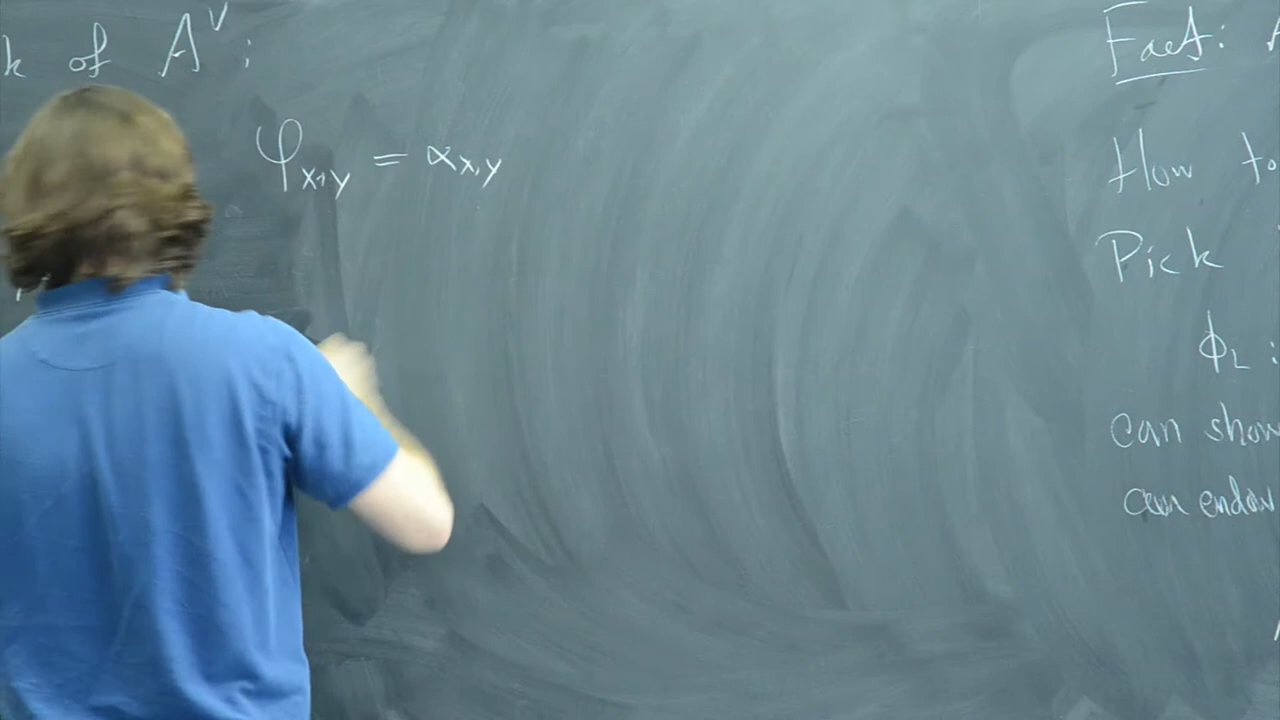 k of A^∨ :
φ_{x+y} = α_{x,y}
Fact:
How to
Pick
ϕ_L :
can show
can endow